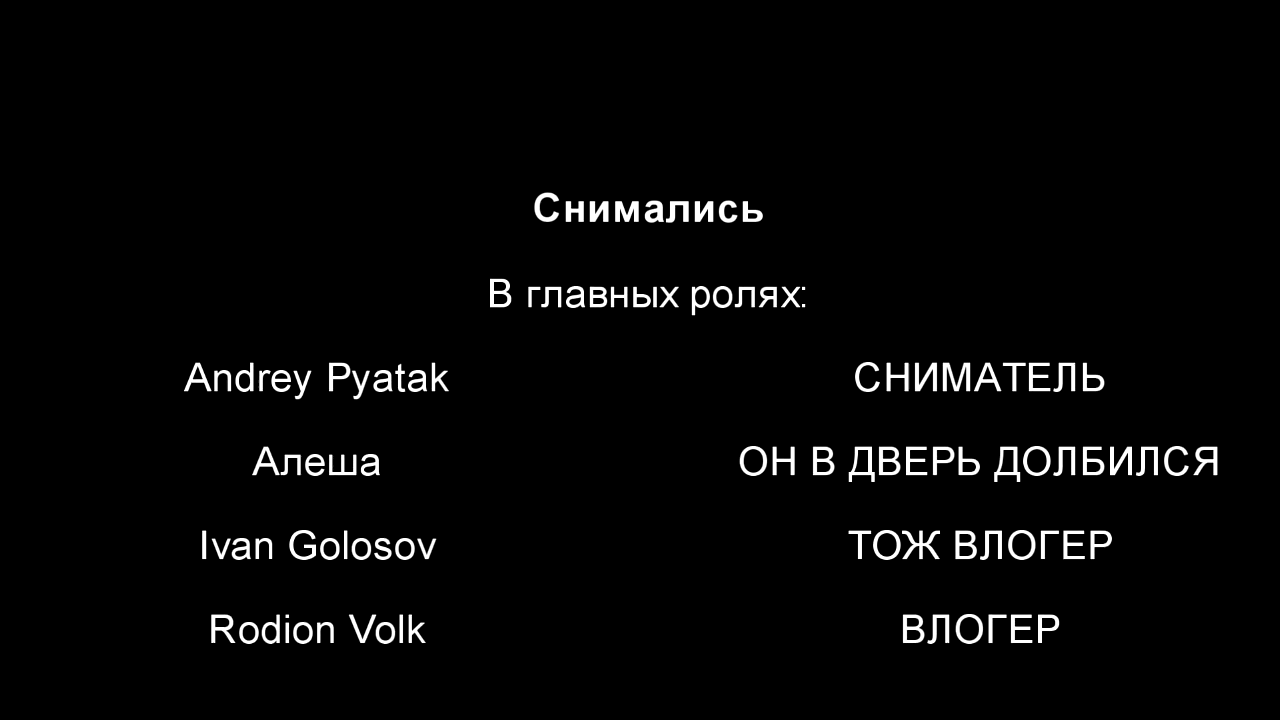 Снимались
В главных ролях:
Andrey Pyatak СНИМАТЕЛЬ
Алеша ОН В ДВЕРЬ ДОЛБИЛСЯ
Ivan Golosov ТОЖ ВЛОГЕР
Rodion Volk ВЛОГЕР